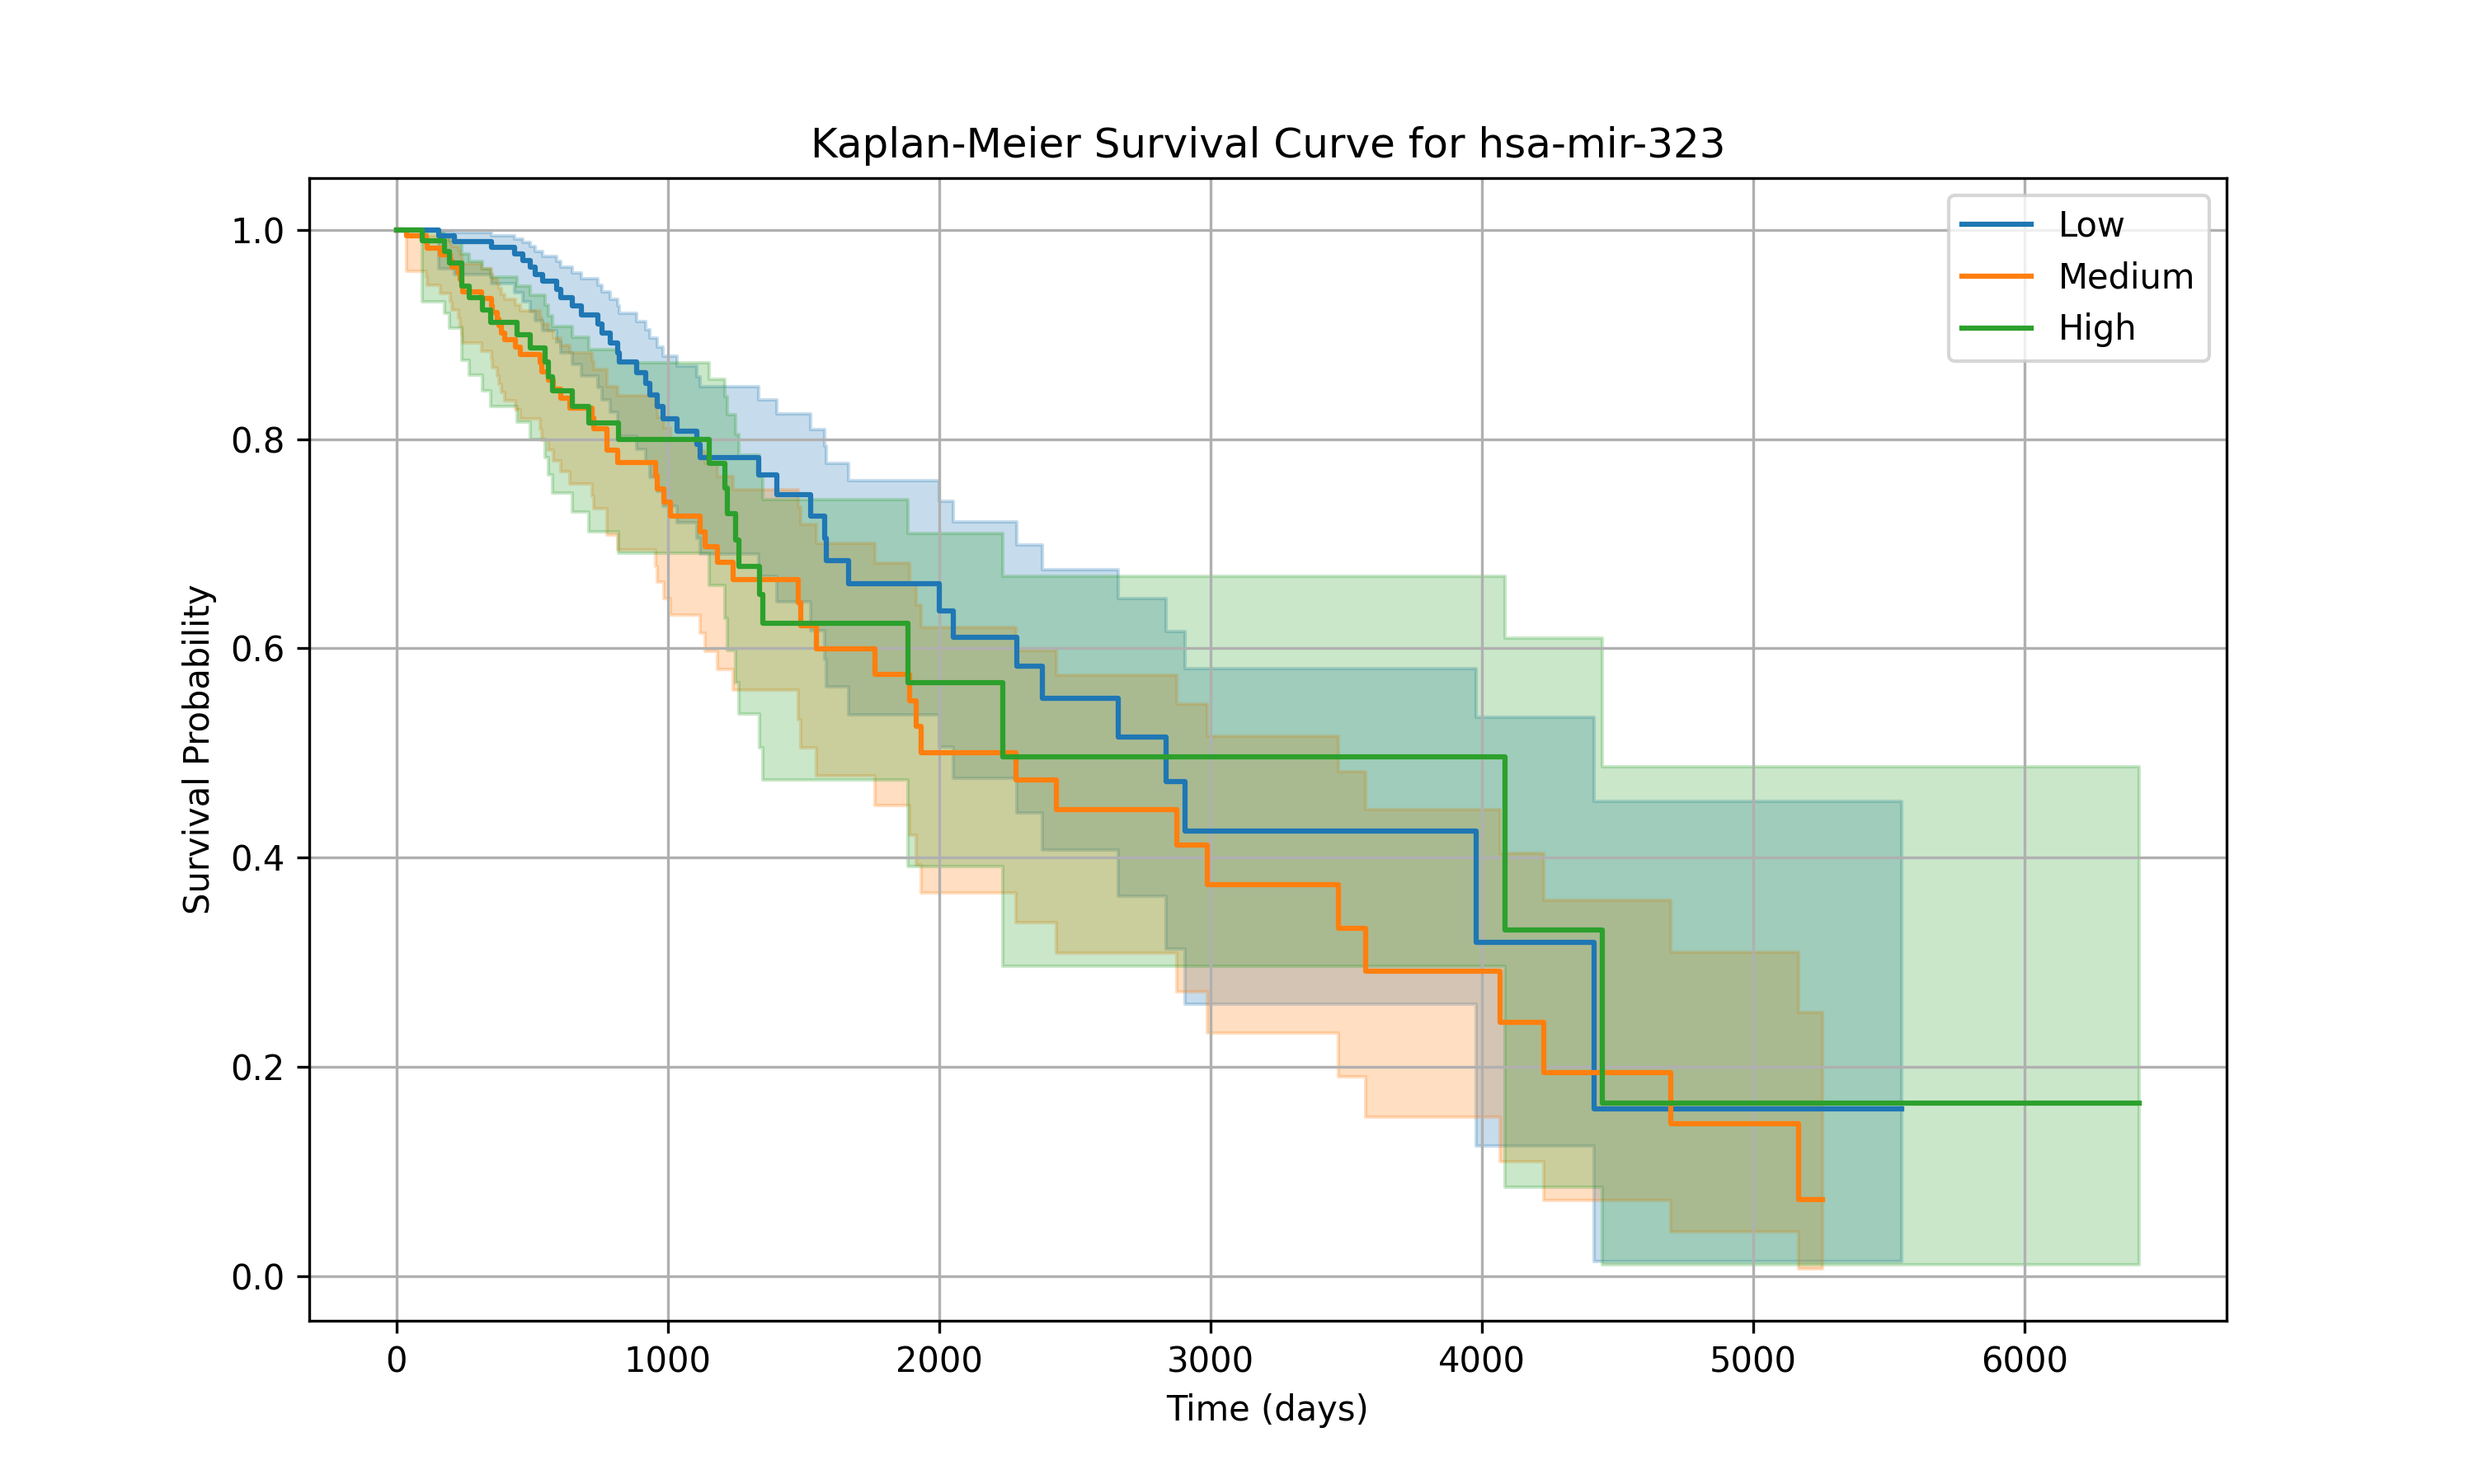 Kaplan-Meier Survival Curve for hsa-mir-323
Low
Medium
High
Survival Probability
1.0
0.8
0.6
0.4
0.2
0.0
0 1000 2000 3000 4000 5000 6000
Time (days)